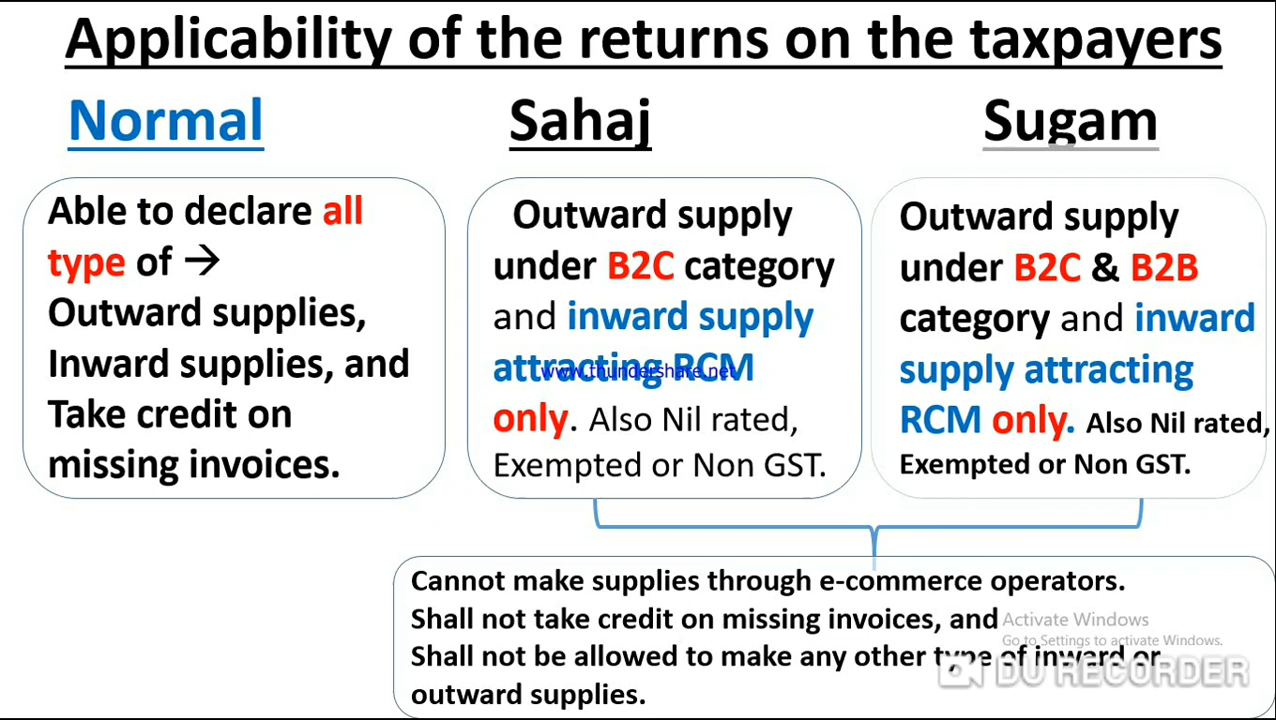 Applicability of the returns on the taxpayers
Normal
Sahaj
Sugam
Able to declare all
type of →
Outward supplies,
Inward supplies, and
Take credit on
missing invoices.
Outward supply
under B2C category
and inward supply
attracting RCM
www.thundershare.net
only. Also Nil rated,
Exempted or Non GST.
Outward supply
under B2C & B2B
category and inward
supply attracting
RCM only. Also Nil rated,
Exempted or Non GST.
Cannot make supplies through e-commerce operators.
Shall not take credit on missing invoices, and
Shall not be allowed to make any other type of inward or
outward supplies.
Activate Windows
Go to Settings to activate Windows.
DU RECORDER